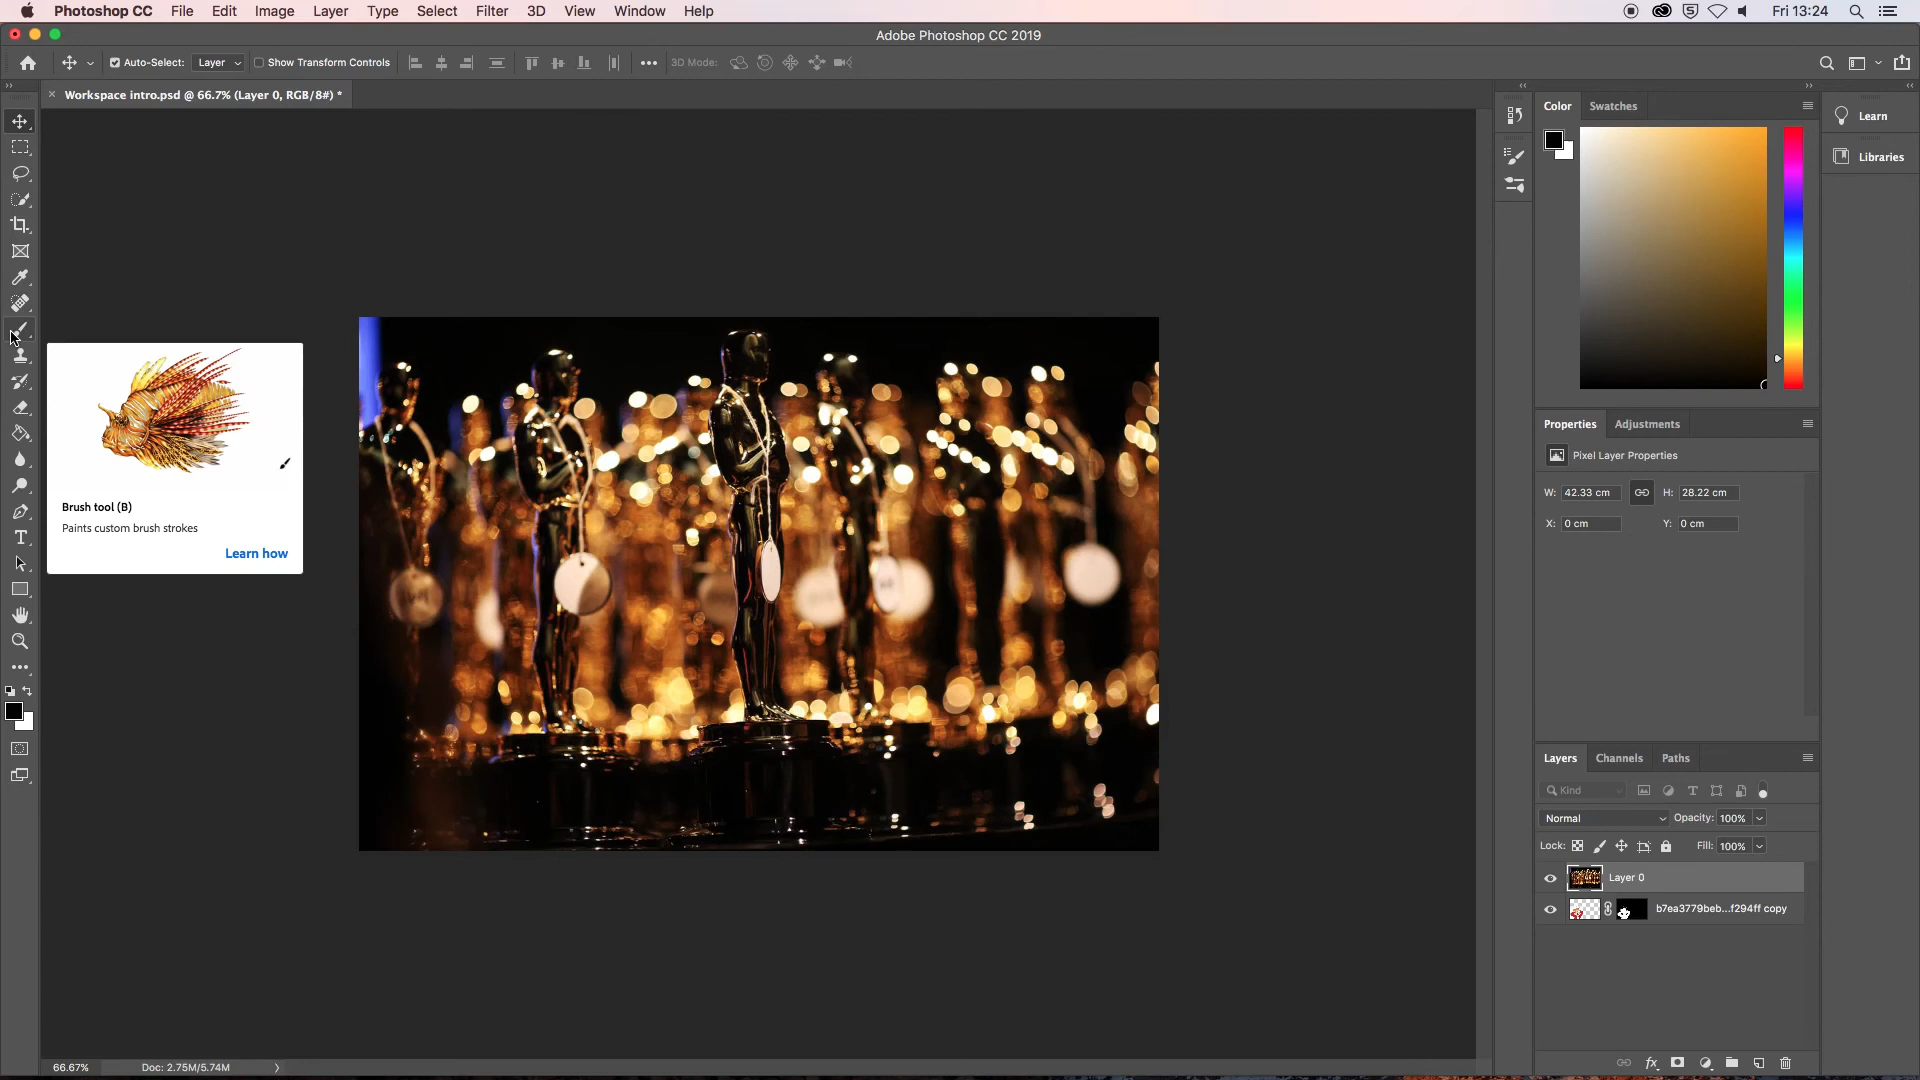 Photoshop CC File Edit Image Layer Type Select Filter 3D View Window Help Fri 13:24
Adobe Photoshop CC 2019
Auto-Select: Layer Show Transform Controls 3D Mode:
Workspace intro.psd @ 66.7% (Layer 0, RGB/8#) *
Color Swatches
Learn
Libraries
Brush tool (B)
Paints custom brush strokes
Learn how
Properties Adjustments
Pixel Layer Properties
W: 42.33 cm H: 28.22 cm
X: 0 cm Y: 0 cm
Layers Channels Paths
Kind
Normal Opacity: 100%
Lock: Fill: 100%
Layer 0
b7ea3779beb...f294ff copy
66.67% Doc: 2.75M/5.74M